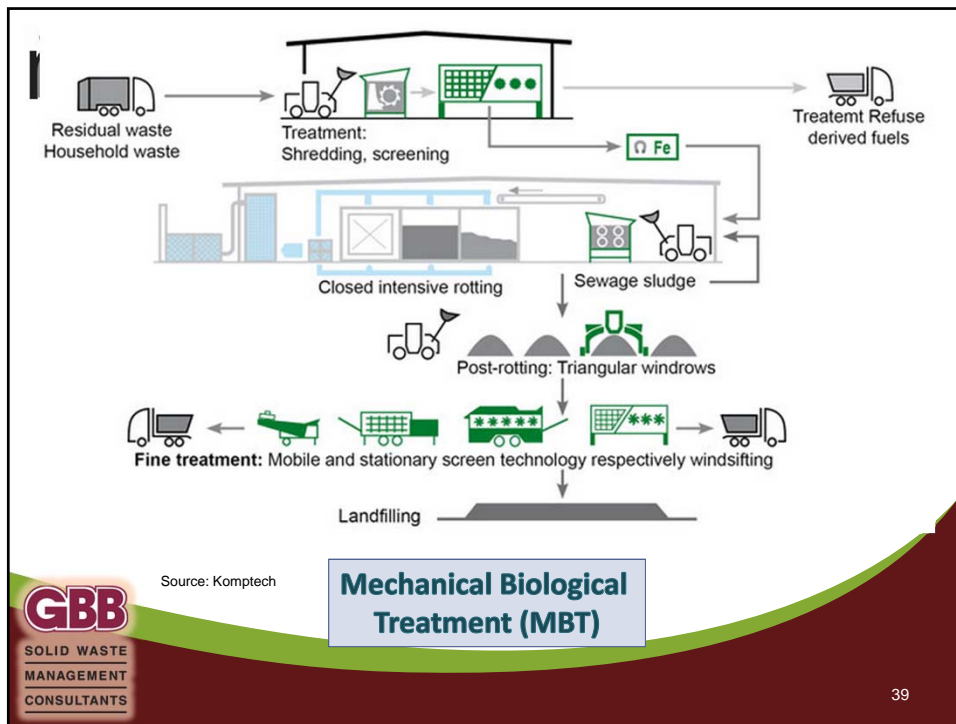 Residual waste
Household waste
Treatment:
Shredding, screening
Treatemt Refuse
derived fuels
Fe
Closed intensive rotting
Sewage sludge
Post-rotting: Triangular windrows
Fine treatment: Mobile and stationary screen technology respectively windsifting
Landfilling
Source: Komptech
Mechanical Biological
Treatment (MBT)
GBB
SOLID WASTE
MANAGEMENT
CONSULTANTS
39